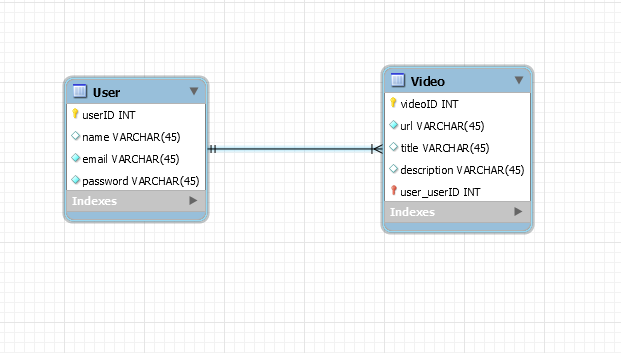 User
userID INT
name VARCHAR(45)
email VARCHAR(45)
password VARCHAR(45)
Indexes
Video
videoID INT
url VARCHAR(45)
title VARCHAR(45)
description VARCHAR(45)
user_userID INT
Indexes